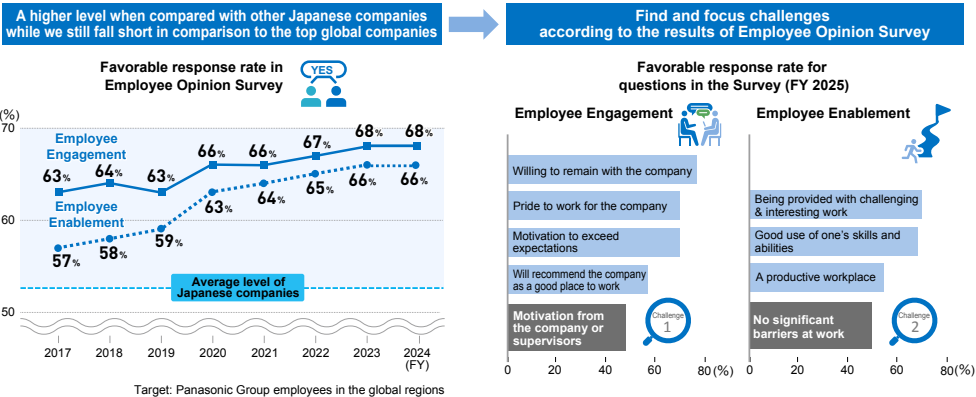 A higher level when compared with other Japanese companies
while we still fall short in comparison to the top global companies
Find and focus challenges
according to the results of Employee Opinion Survey
Favorable response rate in
Employee Opinion Survey
YES
(%)
70
60
50
Employee
Engagement
63%
64%
63%
66%
66%
67%
68%
68%
Employee
Enablement
57%
58%
59%
63%
64%
65%
66%
66%
Average level of
Japanese companies
2017
2018
2019
2020
2021
2022
2023
2024
(FY)
Target: Panasonic Group employees in the global regions
Favorable response rate for
questions in the Survey (FY 2025)
Employee Engagement
Willing to remain with the company
Pride to work for the company
Motivation to exceed
expectations
Will recommend the company
as a good place to work
Motivation from
the company or
supervisors
Challenge
1
0
20
40
60
80(%)
Employee Enablement
Being provided with challenging
& interesting work
Good use of one's skills and
abilities
A productive workplace
No significant
barriers at work
Challenge
2
0
20
40
60
80(%)